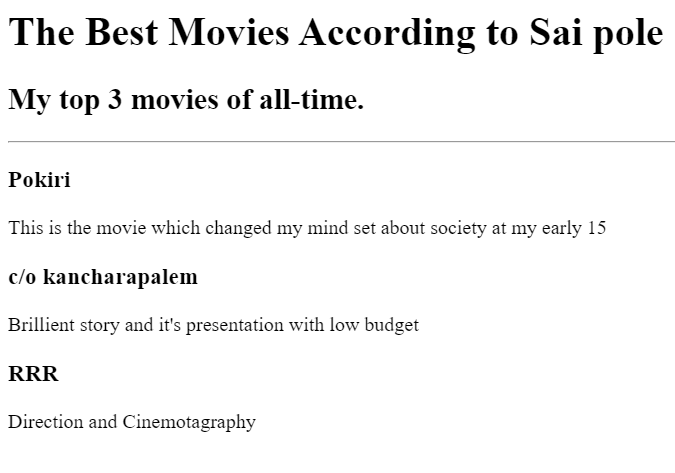 The Best Movies According to Sai pole
My top 3 movies of all-time.
Pokiri
This is the movie which changed my mind set about society at my early 15
c/o kancharapalem
Brillient story and it's presentation with low budget
RRR
Direction and Cinemotagraphy